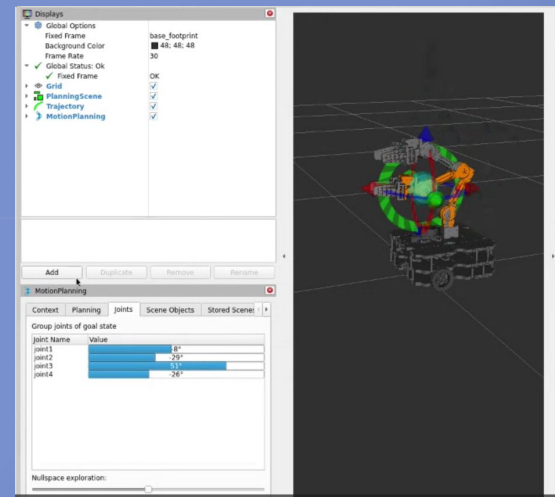 Displays
Global Options
Fixed Frame base_footprint
Background Color 48; 48; 48
Frame Rate 30
Global Status: Ok
Fixed Frame OK
Grid
PlanningScene
Trajectory
MotionPlanning
Add Duplicate Remove Rename
MotionPlanning
Context Planning Joints Scene Objects Stored Scenes
Group joints of goal state
Joint Name Value
joint1 -8°
joint2 -29°
joint3 51°
joint4 -26°
Nullspace exploration: